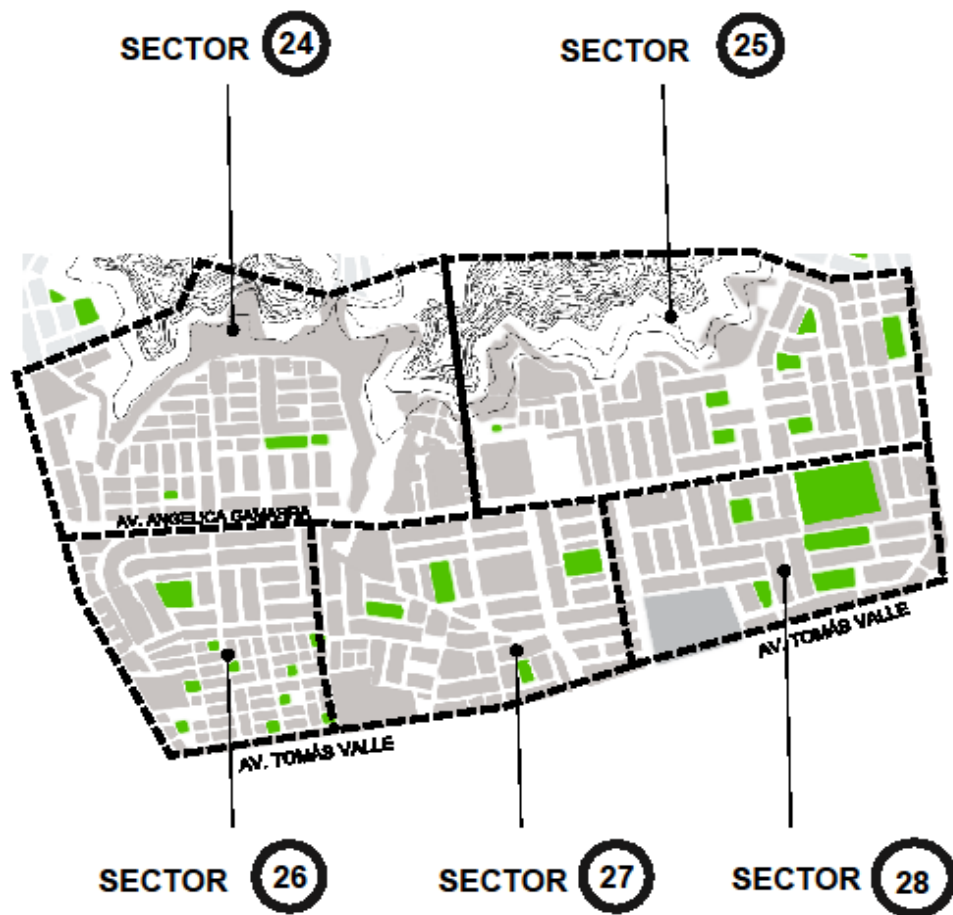 SECTOR 24
SECTOR 25
AV. ANGELICA GAMARRA
AV. TOMÁS VALLE
AV. TOMÁS VALLE
SECTOR 26
SECTOR 27
SECTOR 28